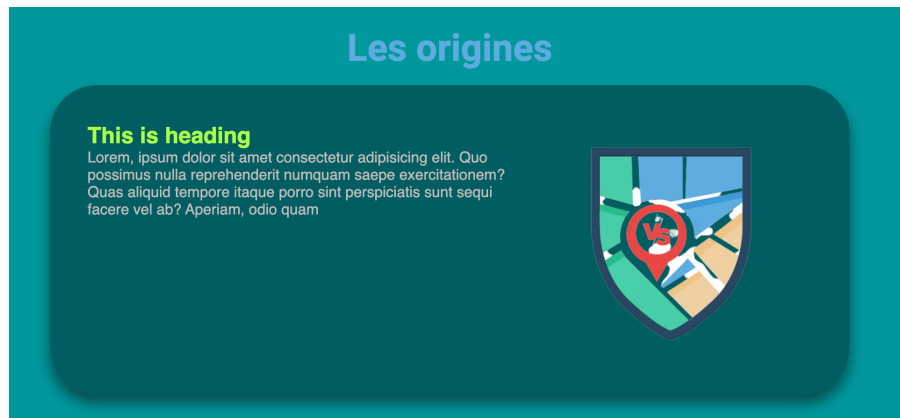 Les origines
This is heading
Lorem, ipsum dolor sit amet consectetur adipisicing elit. Quo
possimus nulla reprehenderit numquam saepe exercitationem?
Quas aliquid tempore itaque porro sint perspiciatis sunt sequi
facere vel ab? Aperiam, odio quam
VS